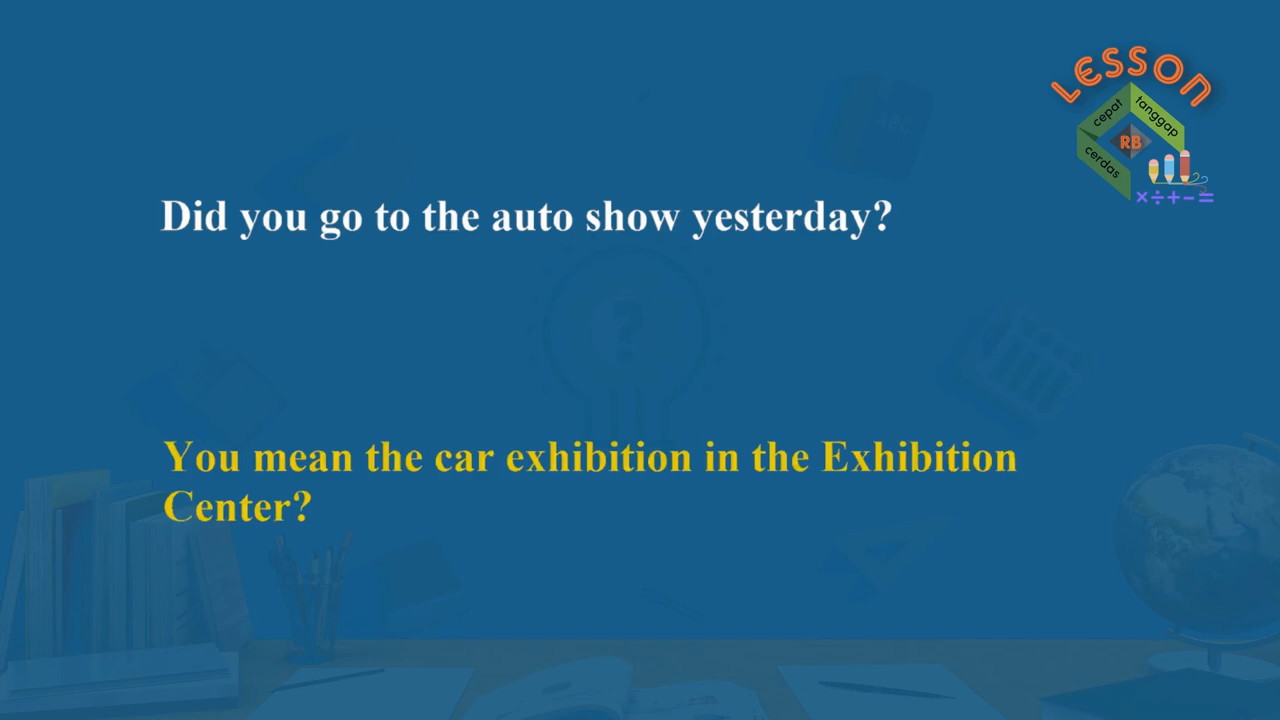 LESSON
cepat
tanggap
RB
cerdas
×÷+-=
Did you go to the auto show yesterday?
You mean the car exhibition in the Exhibition
Center?